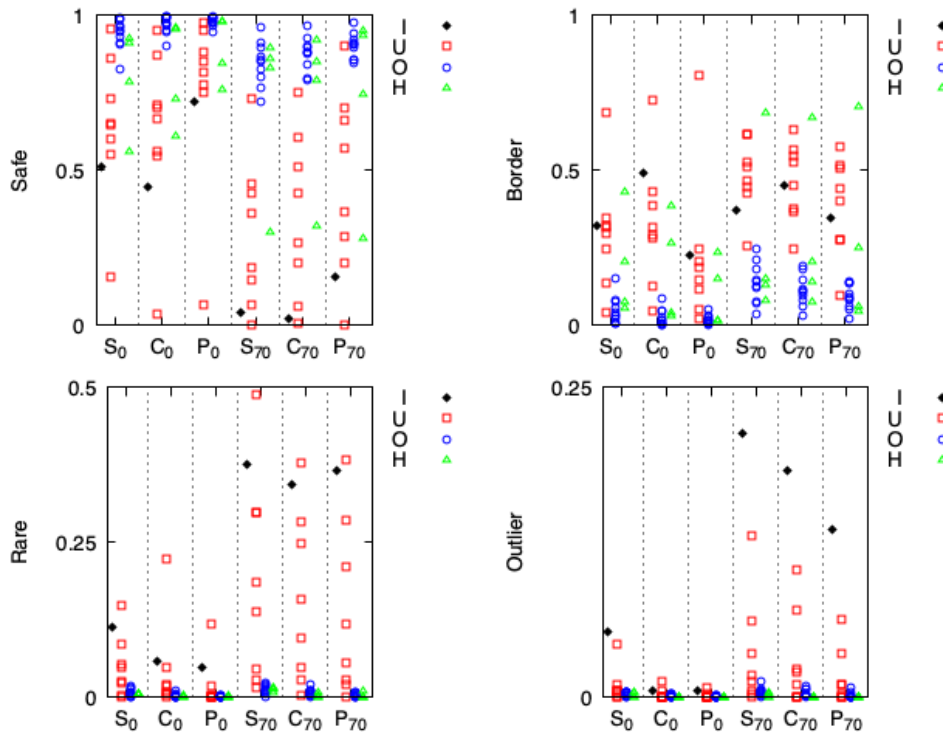 1
0.5
0
Safe
S0 C0 P0 S70 C70 P70
I
U
O
H
1
0.5
0
Border
S0 C0 P0 S70 C70 P70
I
U
O
H
0.5
0.25
0
Rare
S0 C0 P0 S70 C70 P70
I
U
O
H
0.25
0
Outlier
S0 C0 P0 S70 C70 P70
I
U
O
H